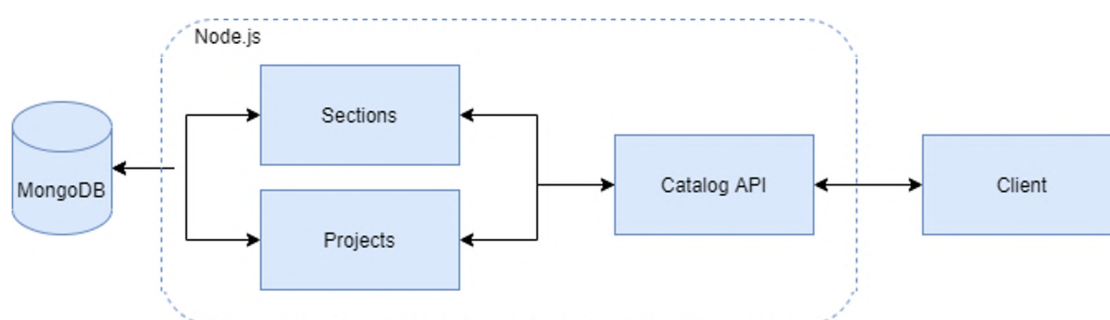 Node.js
Sections
MongoDB
Catalog API
Client
Projects